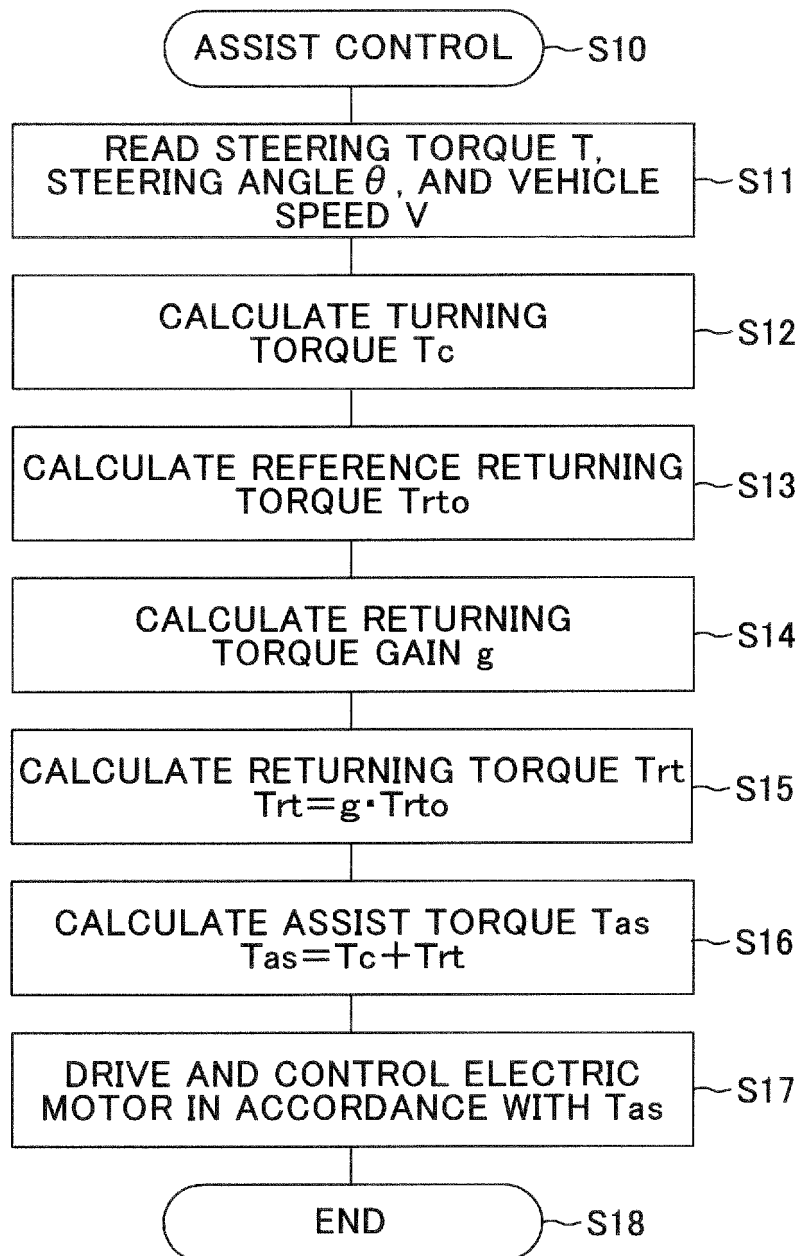 ASSIST CONTROL
S10
READ STEERING TORQUE T,
STEERING ANGLE θ, AND VEHICLE
SPEED V
S11
CALCULATE TURNING
TORQUE Tc
S12
CALCULATE REFERENCE RETURNING
TORQUE Trto
S13
CALCULATE RETURNING
TORQUE GAIN g
S14
CALCULATE RETURNING TORQUE Trt
Trt=g·Trto
S15
CALCULATE ASSIST TORQUE Tas
Tas=Tc+Trt
S16
DRIVE AND CONTROL ELECTRIC
MOTOR IN ACCORDANCE WITH Tas
S17
END
S18